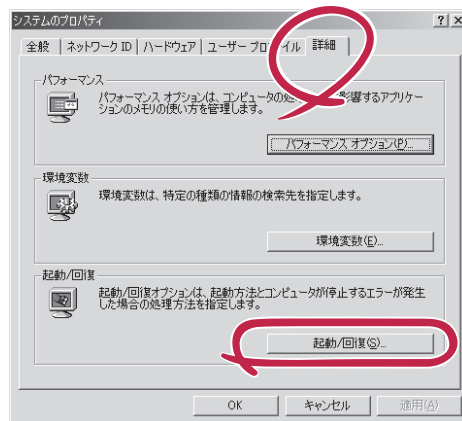 システムのプロパティ
全般 ネットワーク ID ハードウェア ユーザー プロ イル 詳細
パフォーマンス
パフォーマンス オプションは、コンピュータの処 影響するアプリケー
ションのメモリの使い方を管理します。
パフォーマンス オプション(P)...
環境変数
環境変数は、特定の種類の情報の検索先を指定します。
環境変数(E)...
起動/回復
起動/回復オプションは、起動方法とコンピュータが停止するエラーが発生
した場合の処理方法を指定します。
起動/回復(S)...
OK キャンセル 適用(A)